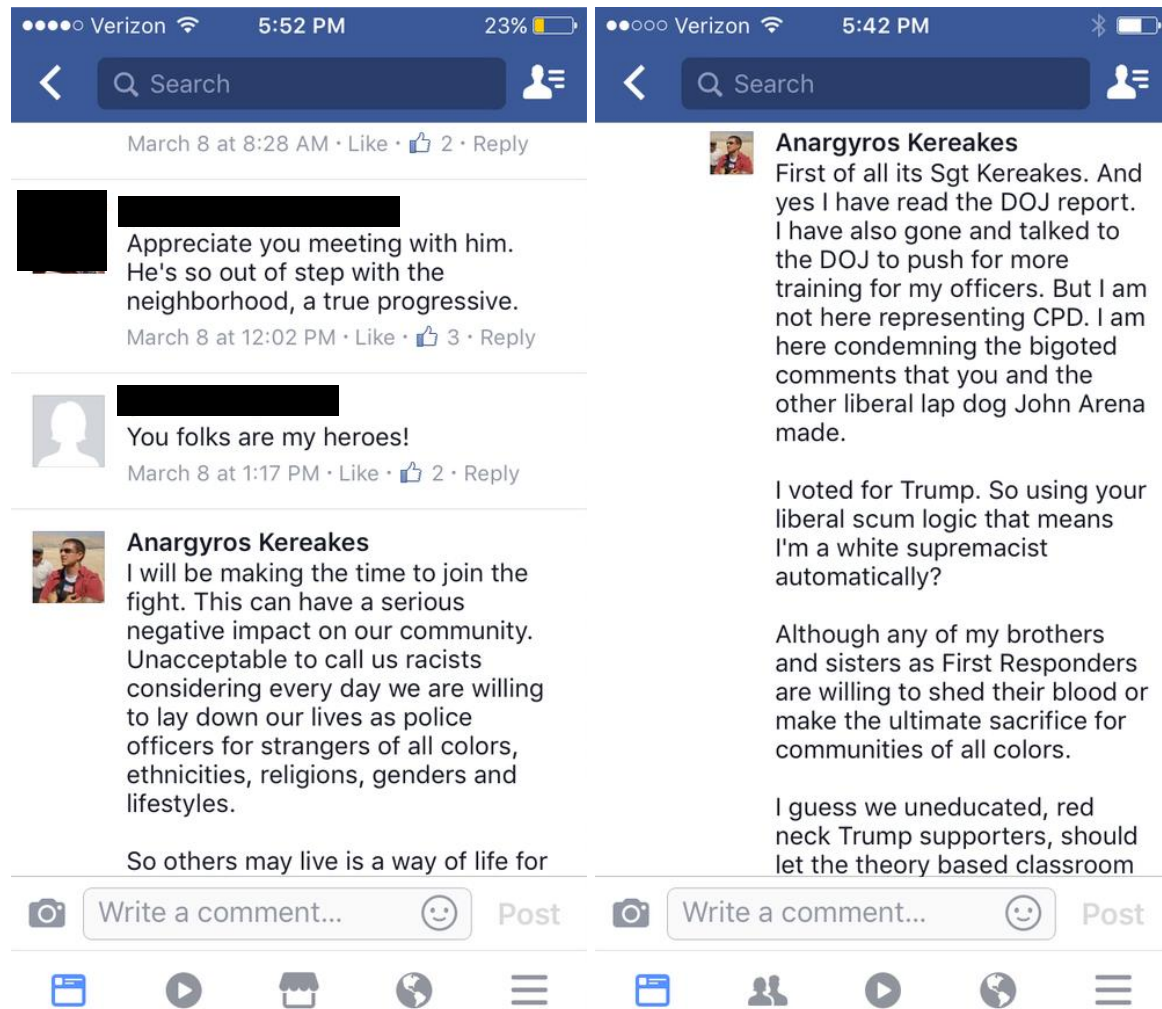 Verizon 5:52 PM 23%
Search
March 8 at 8:28 AM · Like · 2 · Reply
Appreciate you meeting with him.
He's so out of step with the
neighborhood, a true progressive.
March 8 at 12:02 PM · Like · 3 · Reply
You folks are my heroes!
March 8 at 1:17 PM · Like · 2 · Reply
Anargyros Kereakes
I will be making the time to join the
fight. This can have a serious
negative impact on our community.
Unacceptable to call us racists
considering every day we are willing
to lay down our lives as police
officers for strangers of all colors,
ethnicities, religions, genders and
lifestyles.
So others may live is a way of life for
Write a comment... Post
Verizon 5:42 PM
Search
Anargyros Kereakes
First of all its Sgt Kereakes. And
yes I have read the DOJ report.
I have also gone and talked to
the DOJ to push for more
training for my officers. But I am
not here representing CPD. I am
here condemning the bigoted
comments that you and the
other liberal lap dog John Arena
made.
I voted for Trump. So using your
liberal scum logic that means
I'm a white supremacist
automatically?
Although any of my brothers
and sisters as First Responders
are willing to shed their blood or
make the ultimate sacrifice for
communities of all colors.
I guess we uneducated, red
neck Trump supporters, should
let the theory based classroom
Write a comment... Post